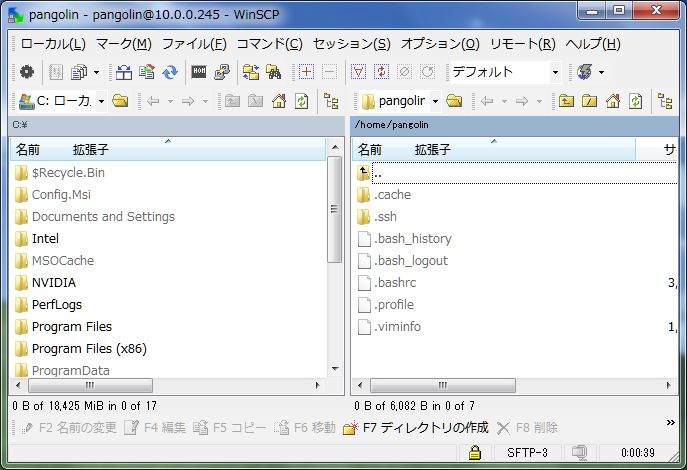 pangolin - pangolin@10.0.0.245 - WinSCP
ローカル(L) マーク(M) ファイル(F) コマンド(C) セッション(S) オプション(O) リモート(R) ヘルプ(H)
デフォルト
C: ローカ pangolin
C:¥ /home/pangolin
名前 拡張子
$Recycle.Bin
Config.Msi
Documents and Settings
Intel
MSOCache
NVIDIA
PerfLogs
Program Files
Program Files (x86)
ProgramData
0 B of 18,425 MiB in 0 of 17
名前 拡張子 サ
..
.cache
.ssh
.bash_history
.bash_logout
.bashrc 3,
.profile
.viminfo 1,
0 B of 6,082 B in 0 of 7
F2 名前の変更 F4 編集 F5 コピー F6 移動 F7 ディレクトリの作成 F8 削除 »
SFTP-3 0:00:39